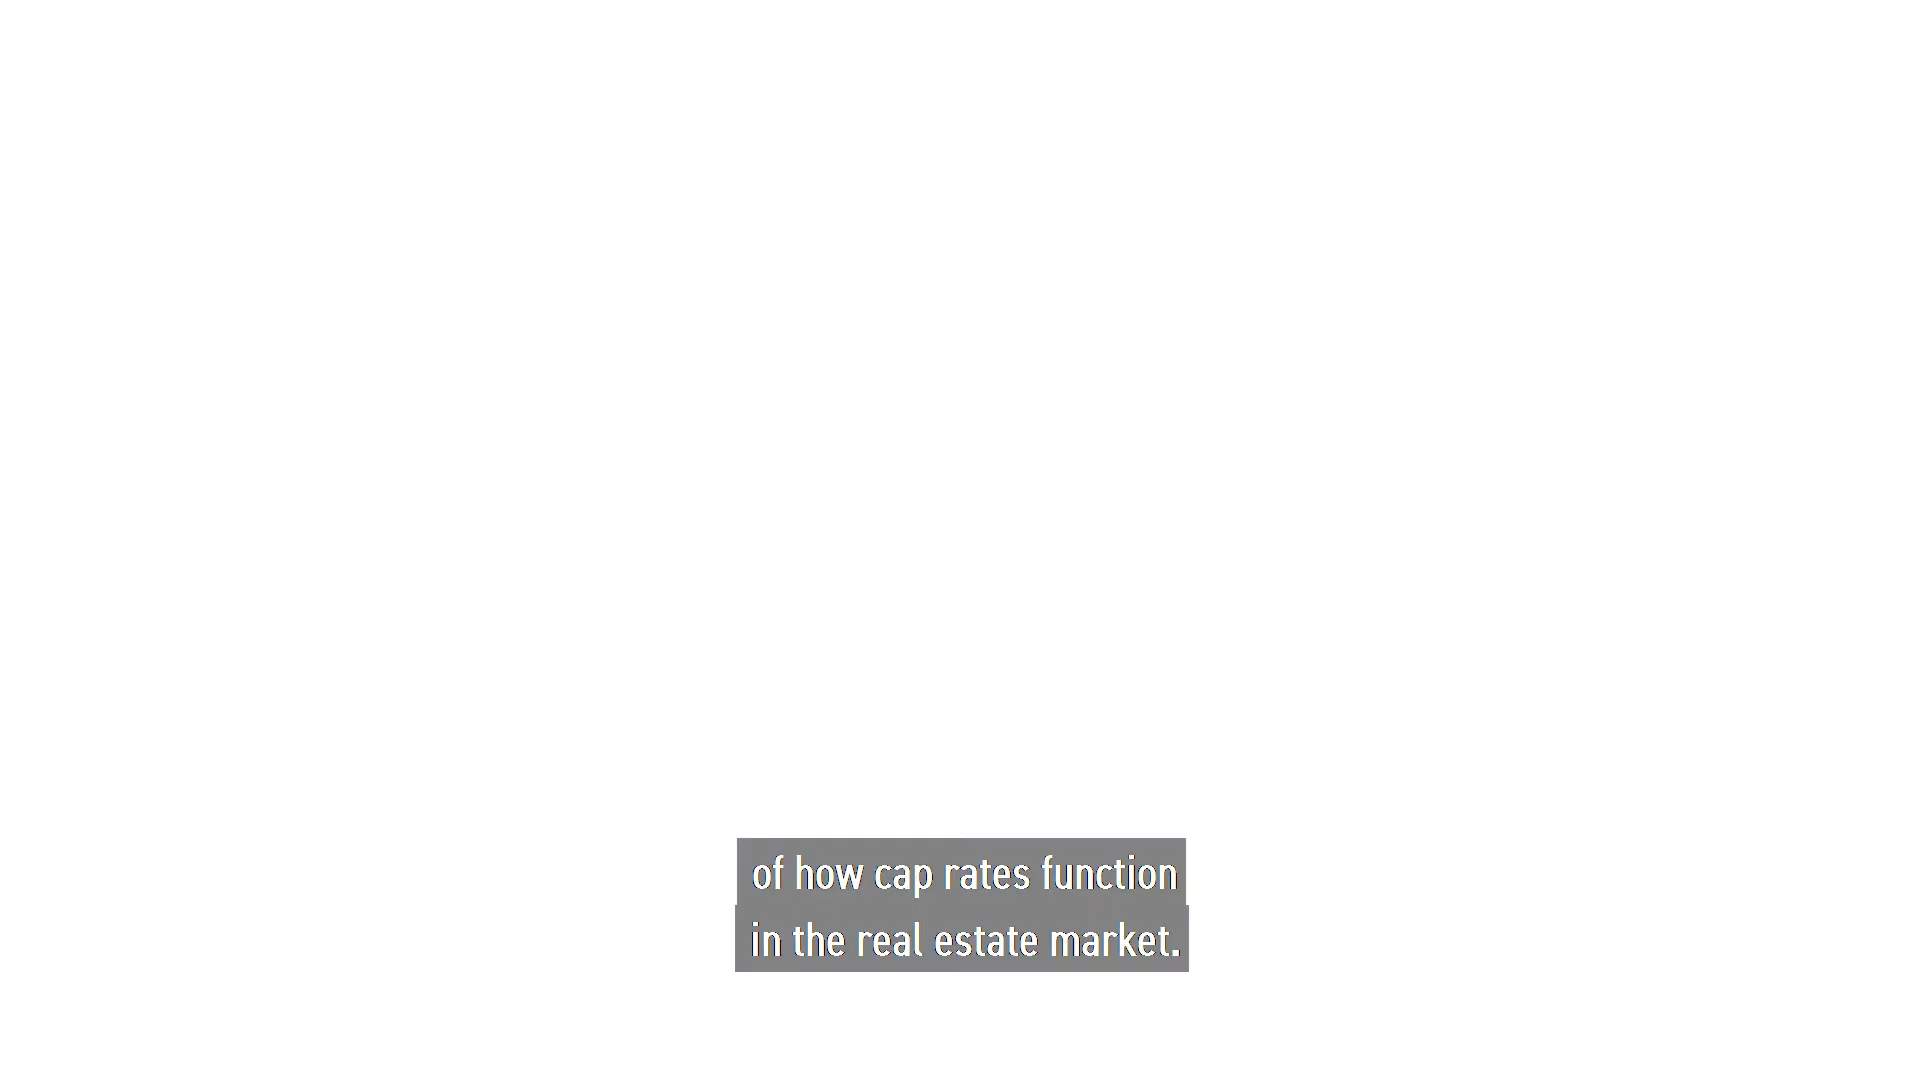 of how cap rates function
in the real estate market.